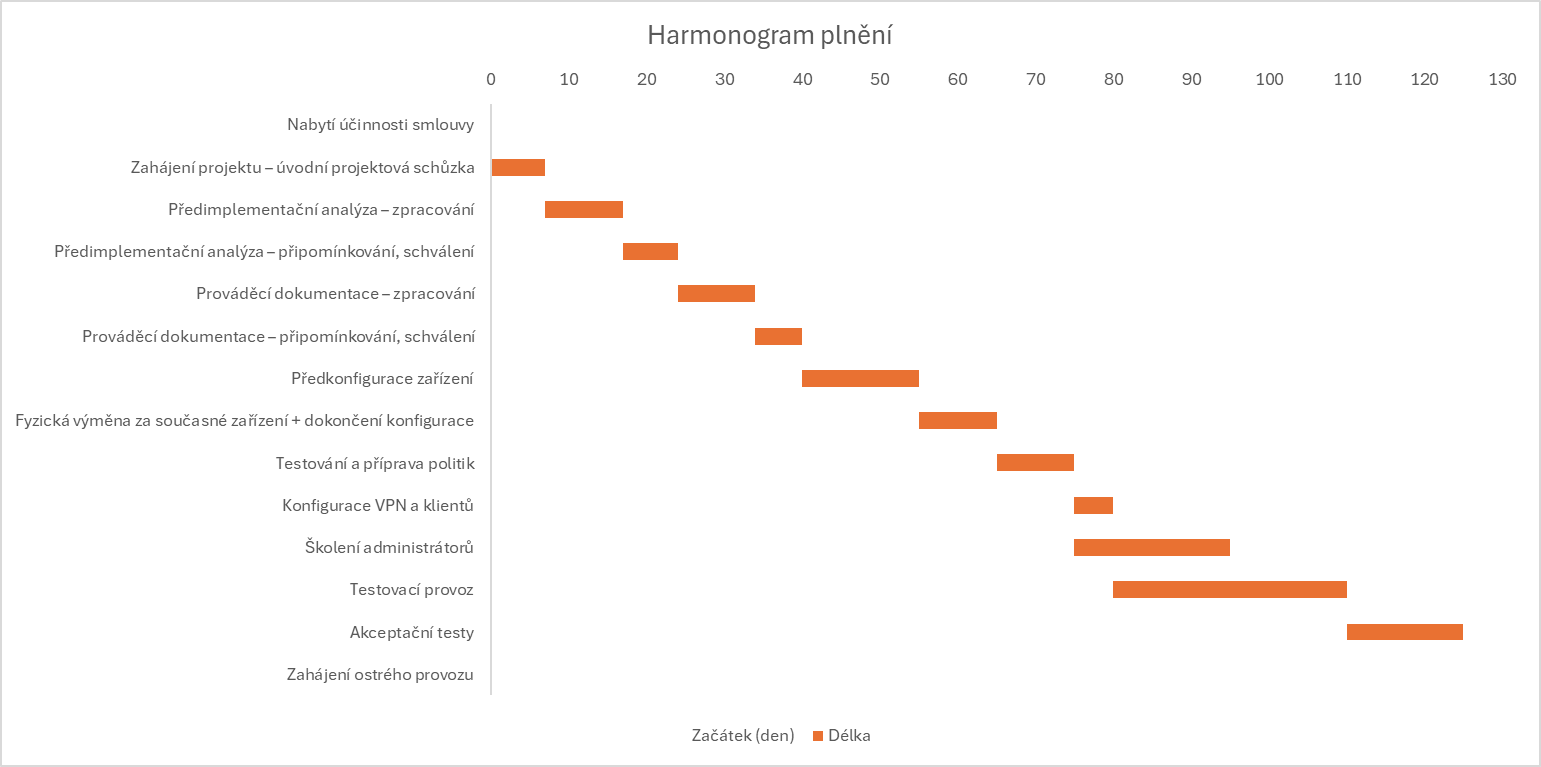 Harmonogram plnění
0 10 20 30 40 50 60 70 80 90 100 110 120 130
Nabytí účinnosti smlouvy
Zahájení projektu – úvodní projektová schůzka
Předimplementační analýza – zpracování
Předimplementační analýza – připomínkování, schválení
Prováděcí dokumentace – zpracování
Prováděcí dokumentace – připomínkování, schválení
Předkonfigurace zařízení
Fyzická výměna za současné zařízení + dokončení konfigurace
Testování a příprava politik
Konfigurace VPN a klientů
Školení administrátorů
Testovací provoz
Akceptační testy
Zahájení ostrého provozu
Začátek (den) Délka